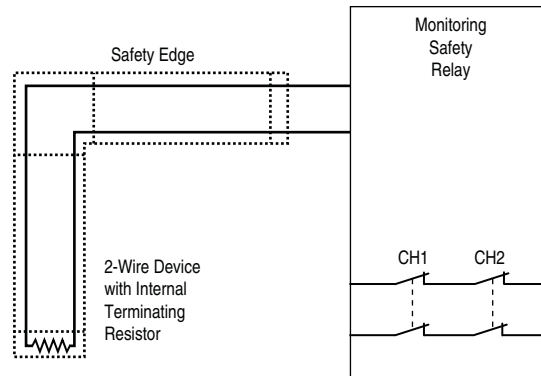 Safety Edge
Monitoring
Safety
Relay
2-Wire Device
with Internal
Terminating
Resistor
CH1
CH2